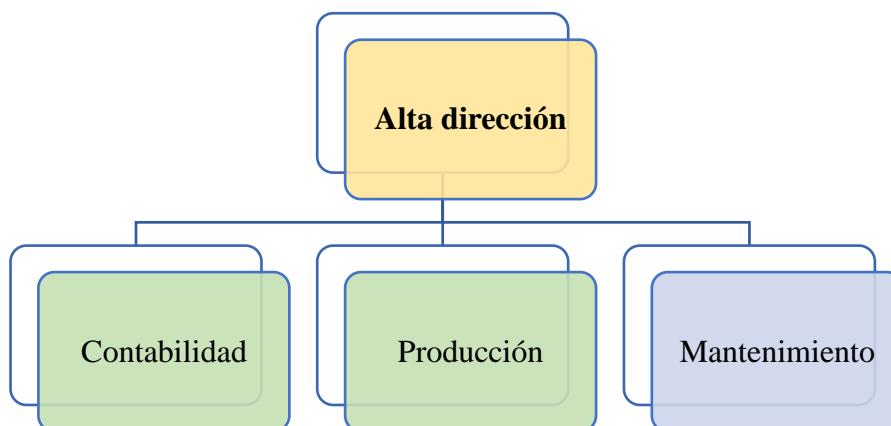 Alta dirección
Contabilidad
Producción
Mantenimiento